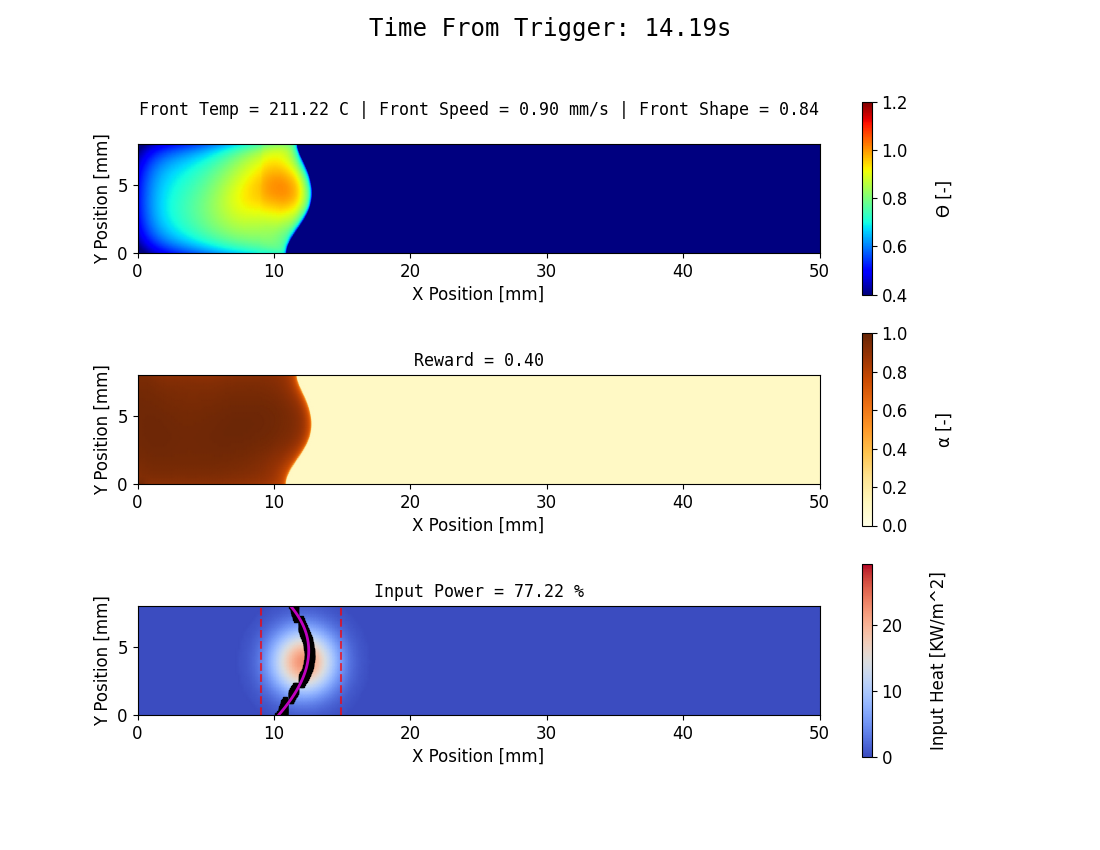 Time From Trigger: 14.19s
Front Temp = 211.22 C | Front Speed = 0.90 mm/s | Front Shape = 0.84
Y Position [mm]
5
0
0 10 20 30 40 50
X Position [mm]
1.2
1.0
0.8
0.6
0.4
Θ [-]
Reward = 0.40
Y Position [mm]
5
0
0 10 20 30 40 50
X Position [mm]
1.0
0.8
0.6
0.4
0.2
0.0
α [-]
Input Power = 77.22 %
Y Position [mm]
5
0
0 10 20 30 40 50
X Position [mm]
20
10
0
Input Heat [KW/m^2]